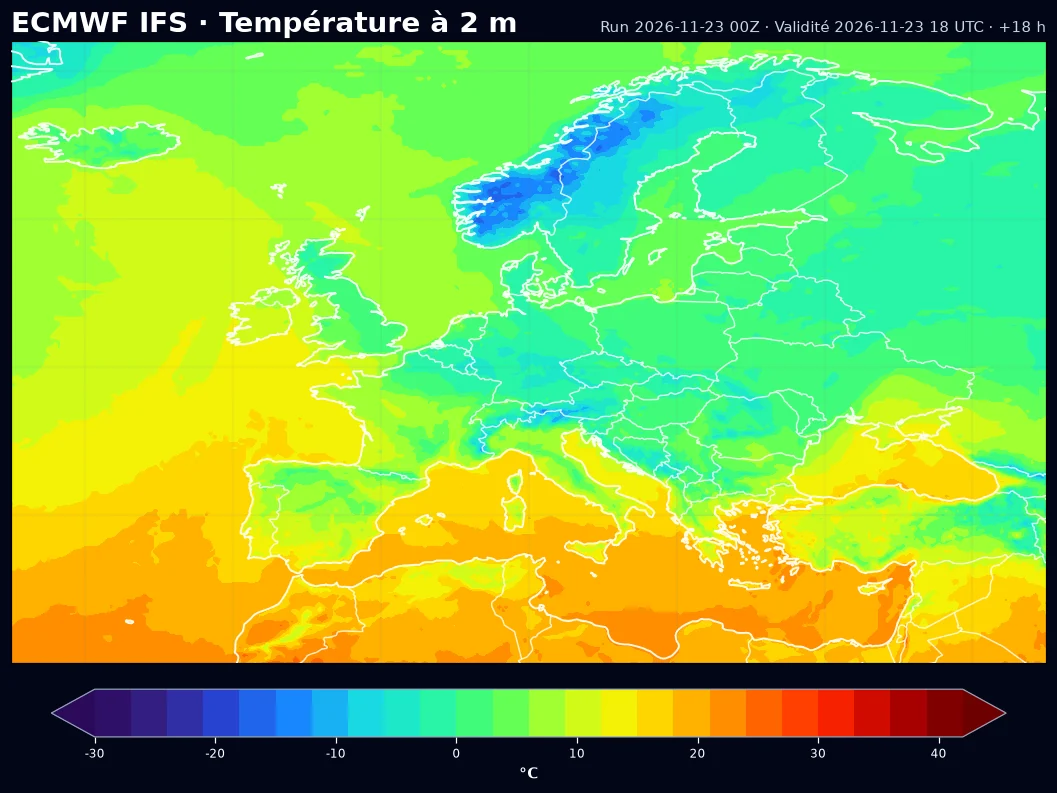 ECMWF IFS · Température à 2 m
Run 2026-11-23 00Z · Validité 2026-11-23 18 UTC · +18 h
-30 -20 -10 0 10 20 30 40
°C